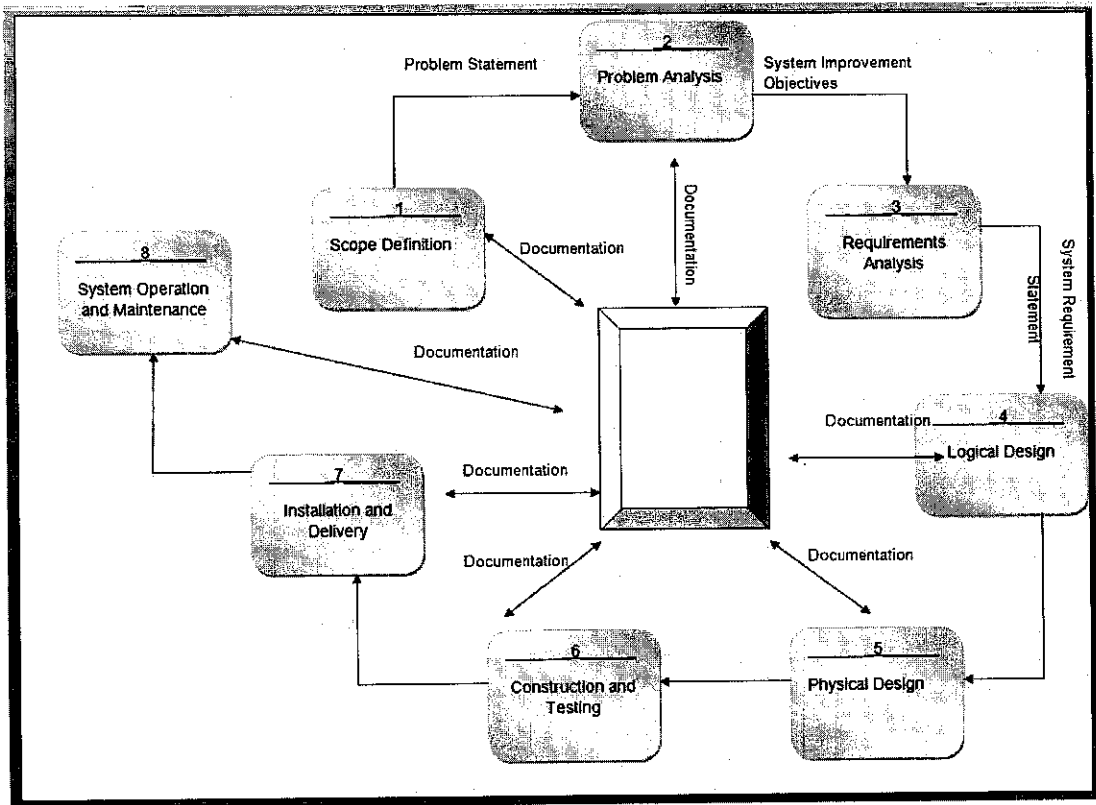 Problem Statement
2
Problem Analysis
System Improvement
Objectives
1
Scope Definition
Documentation
Documentation
3
Requirements
Analysis
System Requirement
Statement
8
System Operation
and Maintenance
Documentation
Documentation
4
Logical Design
7
Installation and
Delivery
Documentation
Documentation
Documentation
6
Construction and
Testing
5
Physical Design